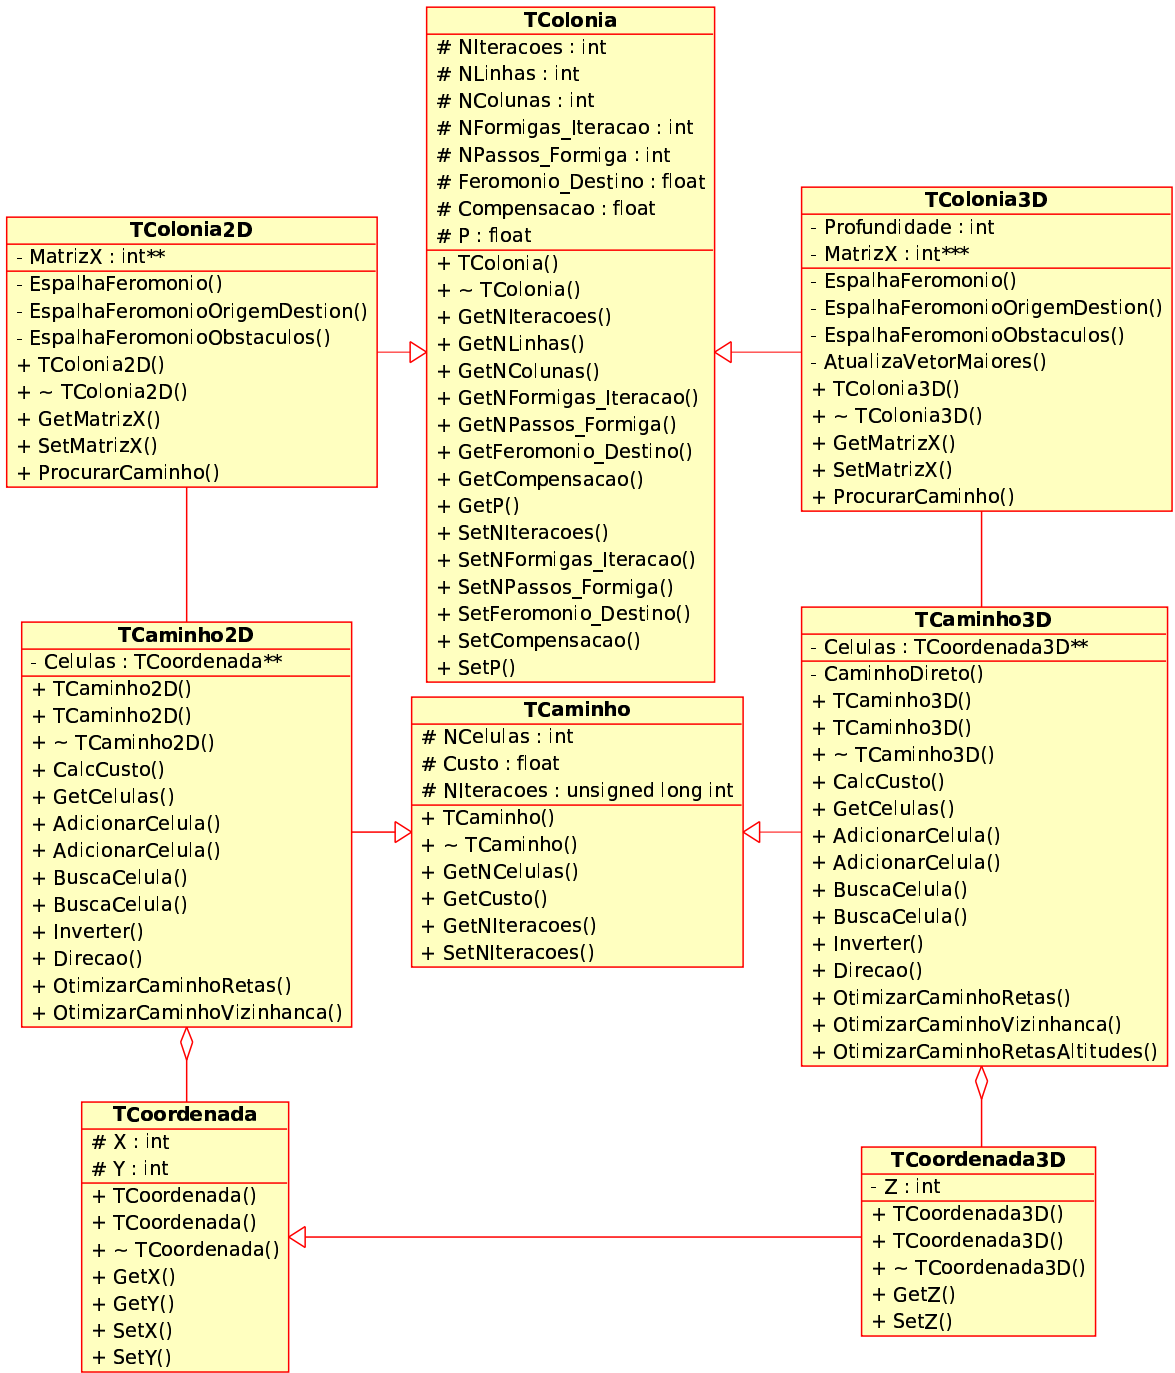 TColonia
# NIteracoes : int
# NLinhas : int
# NColunas : int
# NFormigas_Iteracao : int
# NPassos_Formiga : int
# Feromonio_Destino : float
# Compensacao : float
# P : float
+ TColonia()
+ ~ TColonia()
+ GetNIteracoes()
+ GetNLinhas()
+ GetNColunas()
+ GetNFormigas_Iteracao()
+ GetNPassos_Formiga()
+ GetFeromonio_Destino()
+ GetCompensacao()
+ GetP()
+ SetNIteracoes()
+ SetNFormigas_Iteracao()
+ SetNPassos_Formiga()
+ SetFeromonio_Destino()
+ SetCompensacao()
+ SetP()
TColonia2D
- MatrizX : int**
- EspalhaFeromonio()
- EspalhaFeromonioOrigemDestion()
- EspalhaFeromonioObstaculos()
+ TColonia2D()
+ ~ TColonia2D()
+ GetMatrizX()
+ SetMatrizX()
+ ProcurarCaminho()
TColonia3D
- Profundidade : int
- MatrizX : int***
- EspalhaFeromonio()
- EspalhaFeromonioOrigemDestion()
- EspalhaFeromonioObstaculos()
- AtualizaVetorMaiores()
+ TColonia3D()
+ ~ TColonia3D()
+ GetMatrizX()
+ SetMatrizX()
+ ProcurarCaminho()
TCaminho2D
- Celulas : TCoordenada**
+ TCaminho2D()
+ TCaminho2D()
+ ~ TCaminho2D()
+ CalcCusto()
+ GetCelulas()
+ AdicionarCelula()
+ AdicionarCelula()
+ BuscaCelula()
+ BuscaCelula()
+ Inverter()
+ Direcao()
+ OtimizarCaminhoRetas()
+ OtimizarCaminhoVizinhanca()
TCaminho
# NCelulas : int
# Custo : float
# NIteracoes : unsigned long int
+ TCaminho()
+ ~ TCaminho()
+ GetNCelulas()
+ GetCusto()
+ GetNIteracoes()
+ SetNIteracoes()
TCaminho3D
- Celulas : TCoordenada3D**
- CaminhoDireto()
+ TCaminho3D()
+ TCaminho3D()
+ ~ TCaminho3D()
+ CalcCusto()
+ GetCelulas()
+ AdicionarCelula()
+ AdicionarCelula()
+ BuscaCelula()
+ BuscaCelula()
+ Inverter()
+ Direcao()
+ OtimizarCaminhoRetas()
+ OtimizarCaminhoVizinhanca()
+ OtimizarCaminhoRetasAltitudes()
TCoordenada
# X : int
# Y : int
+ TCoordenada()
+ TCoordenada()
+ ~ TCoordenada()
+ GetX()
+ GetY()
+ SetX()
+ SetY()
TCoordenada3D
- Z : int
+ TCoordenada3D()
+ TCoordenada3D()
+ ~ TCoordenada3D()
+ GetZ()
+ SetZ()